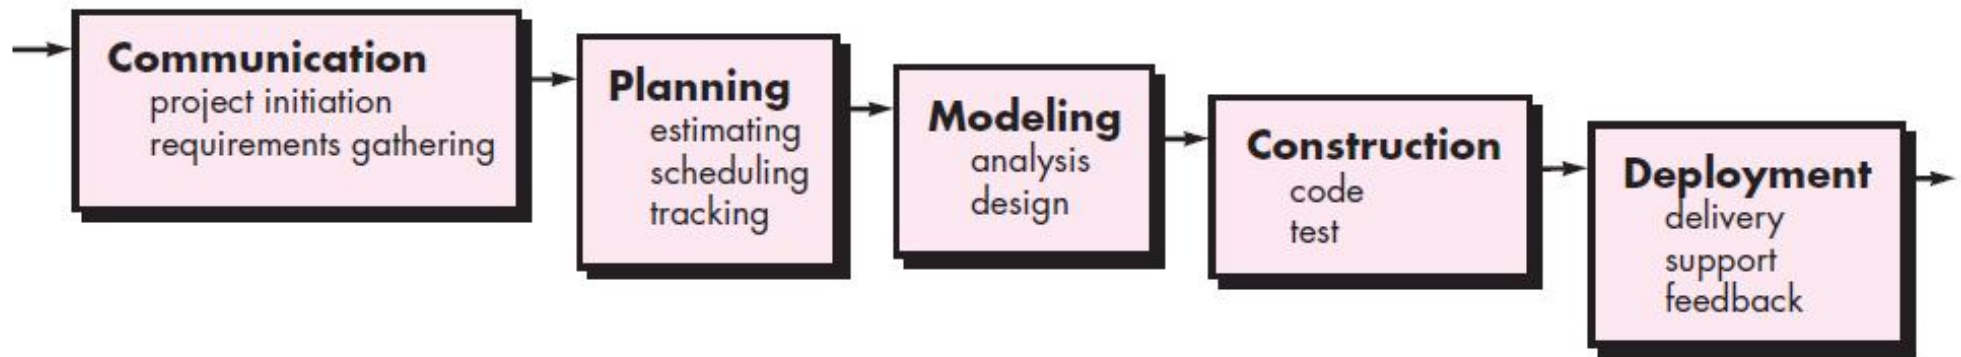 Communication
project initiation
requirements gathering
Planning
estimating
scheduling
tracking
Modeling
analysis
design
Construction
code
test
Deployment
delivery
support
feedback